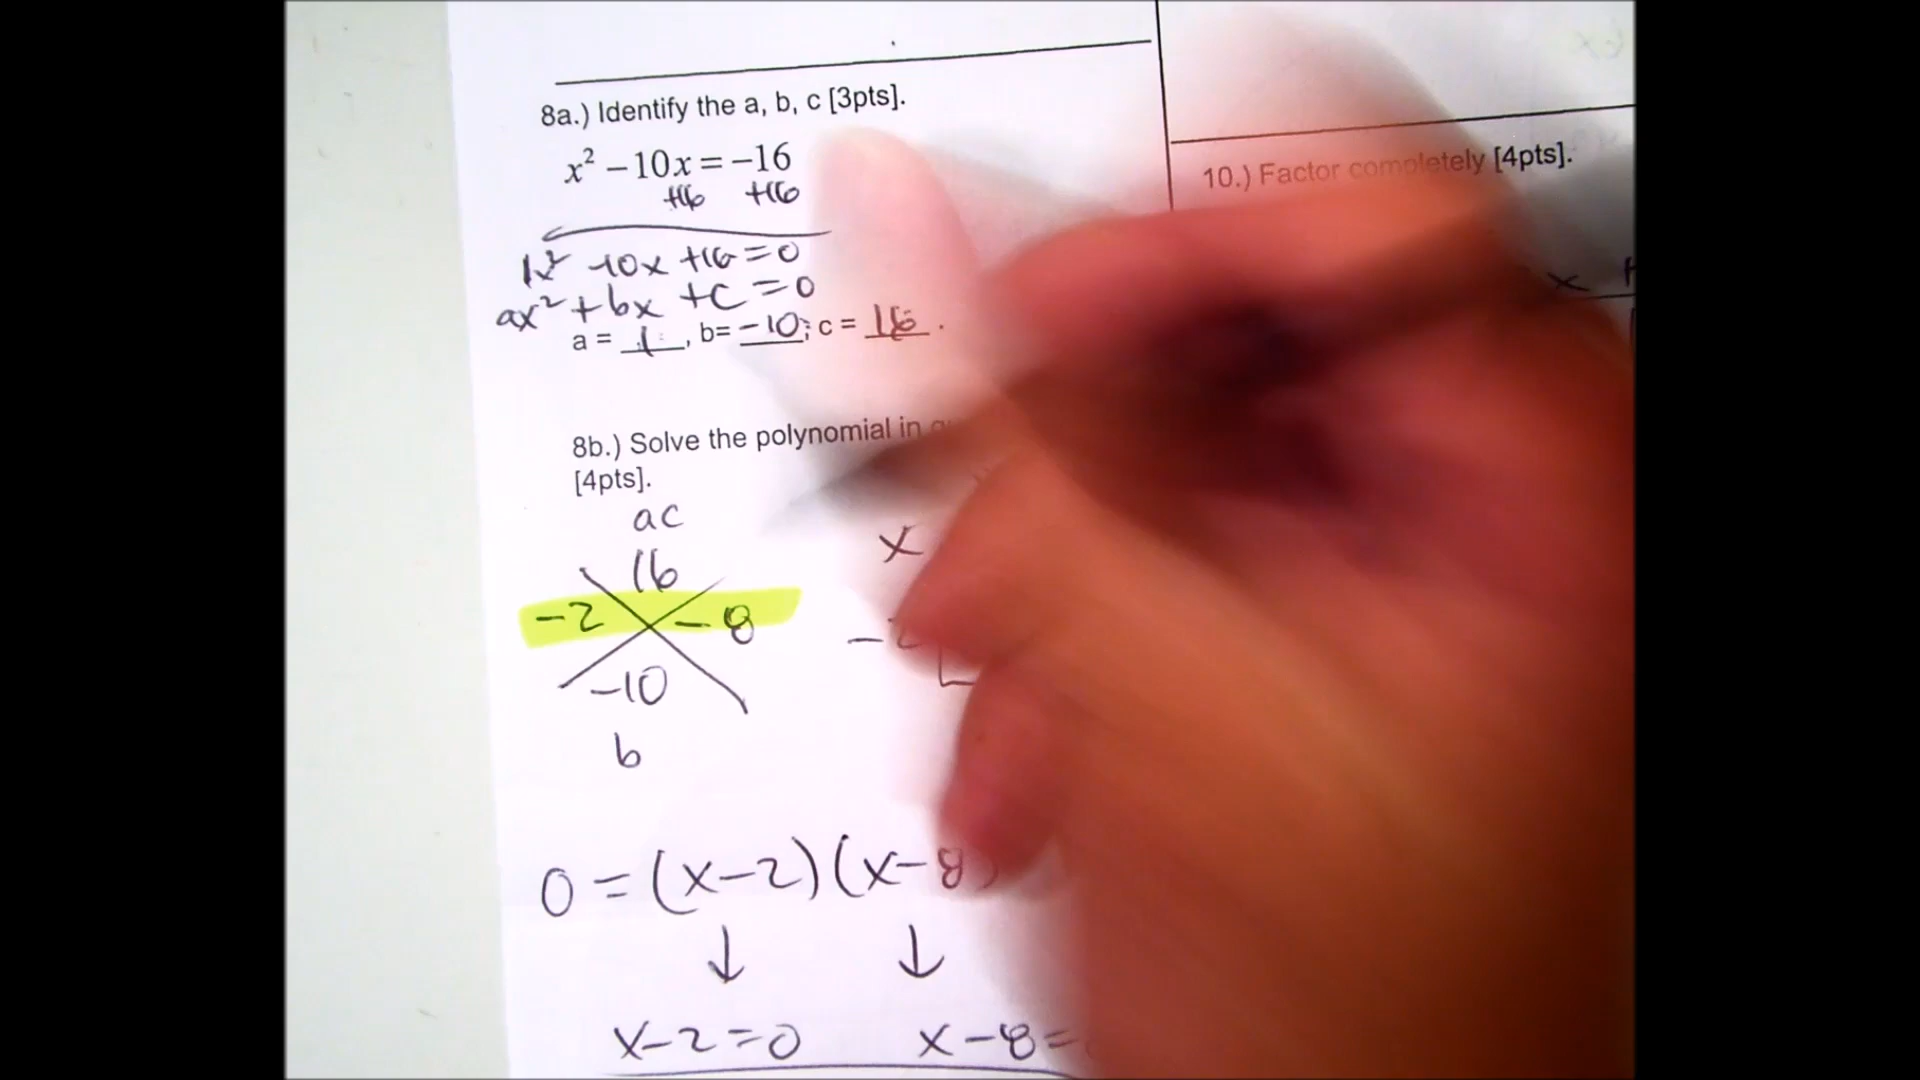 8a.) Identify the a, b, c [3pts].
x² − 10x = −16
+16 +16
1x² -10x +16 = 0
ax² + bx + c = 0
a = 1, b= -10; c = 16.
8b.) Solve the polynomial in
[4pts].
ac
16
-2 -8
-10
b
x
-2
0 = (x-2)(x-8)
↓ ↓
x-2=0 x-8=
10.) Factor completely [4pts].
x